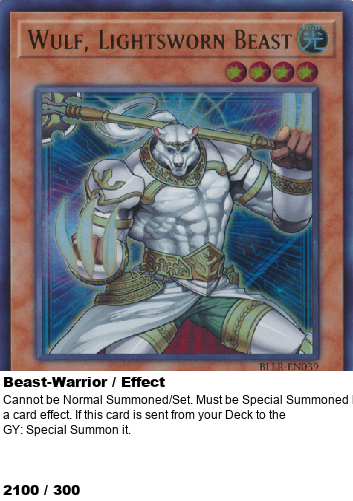 WULF, LIGHTSWORN BEAST
光
BLLR-EN039
Beast-Warrior / Effect
Cannot be Normal Summoned/Set. Must be Special Summoned
a card effect. If this card is sent from your Deck to the
GY: Special Summon it.
2100 / 300